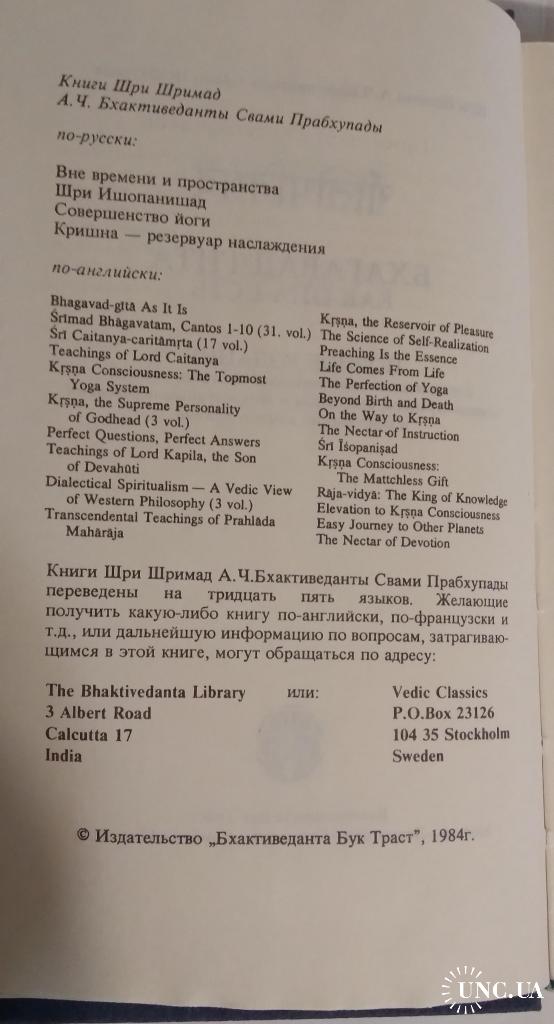 Книги Шри Шримад
А.Ч. Бхактиведанты Свами Прабхупады
по-русски:
Вне времени и пространства
Шри Ишопанишад
Совершенство йоги
Кришна — резервуар наслаждения
по-английски:
Bhagavad-gītā As It Is
Śrīmad Bhāgavatam, Cantos 1-10 (31. vol.)
Śrī Caitanya-caritāmṛta (17 vol.)
Teachings of Lord Caitanya
Kṛṣṇa Consciousness: The Topmost
Yoga System
Kṛṣṇa, the Supreme Personality
of Godhead (3 vol.)
Perfect Questions, Perfect Answers
Teachings of Lord Kapila, the Son
of Devahūti
Dialectical Spiritualism — A Vedic View
of Western Philosophy (3 vol.)
Transcendental Teachings of Prahlāda
Mahārāja
Kṛṣṇa, the Reservoir of Pleasure
The Science of Self-Realization
Preaching Is the Essence
Life Comes From Life
The Perfection of Yoga
Beyond Birth and Death
On the Way to Kṛṣṇa
The Nectar of Instruction
Śrī Īśopaniṣad
Kṛṣṇa Consciousness:
The Mattchless Gift
Rāja-vidyā: The King of Knowledge
Elevation to Kṛṣṇa Consciousness
Easy Journey to Other Planets
The Nectar of Devotion
Книги Шри Шримад А.Ч.Бхактиведанты Свами Прабхупады
переведены на тридцать пять языков. Желающие
получить какую-либо книгу по-английски, по-французски и
т.д., или дальнейшую информацию по вопросам, затрагиваю-
щимся в этой книге, могут обращаться по адресу:
The Bhaktivedanta Library или: Vedic Classics
3 Albert Road P.O.Box 23126
Calcutta 17 104 35 Stockholm
India Sweden
© Издательство „Бхактиведанта Бук Траст”, 1984г.
UNC.UA